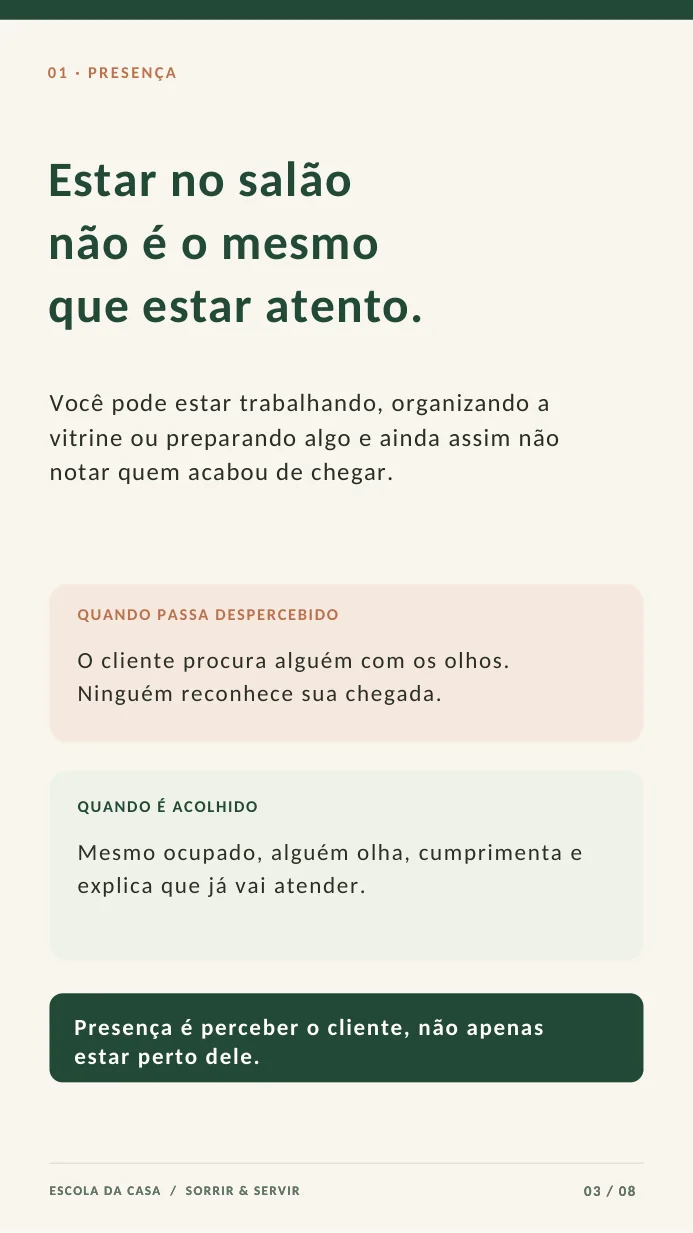 01 · PRESENÇA
Estar no salão
não é o mesmo
que estar atento.
Você pode estar trabalhando, organizando a
vitrine ou preparando algo e ainda assim não
notar quem acabou de chegar.
QUANDO PASSA DESPERCEBIDO
O cliente procura alguém com os olhos.
Ninguém reconhece sua chegada.
QUANDO É ACOLHIDO
Mesmo ocupado, alguém olha, cumprimenta e
explica que já vai atender.
Presença é perceber o cliente, não apenas
estar perto dele.
ESCOLA DA CASA / SORRIR & SERVIR
03 / 08